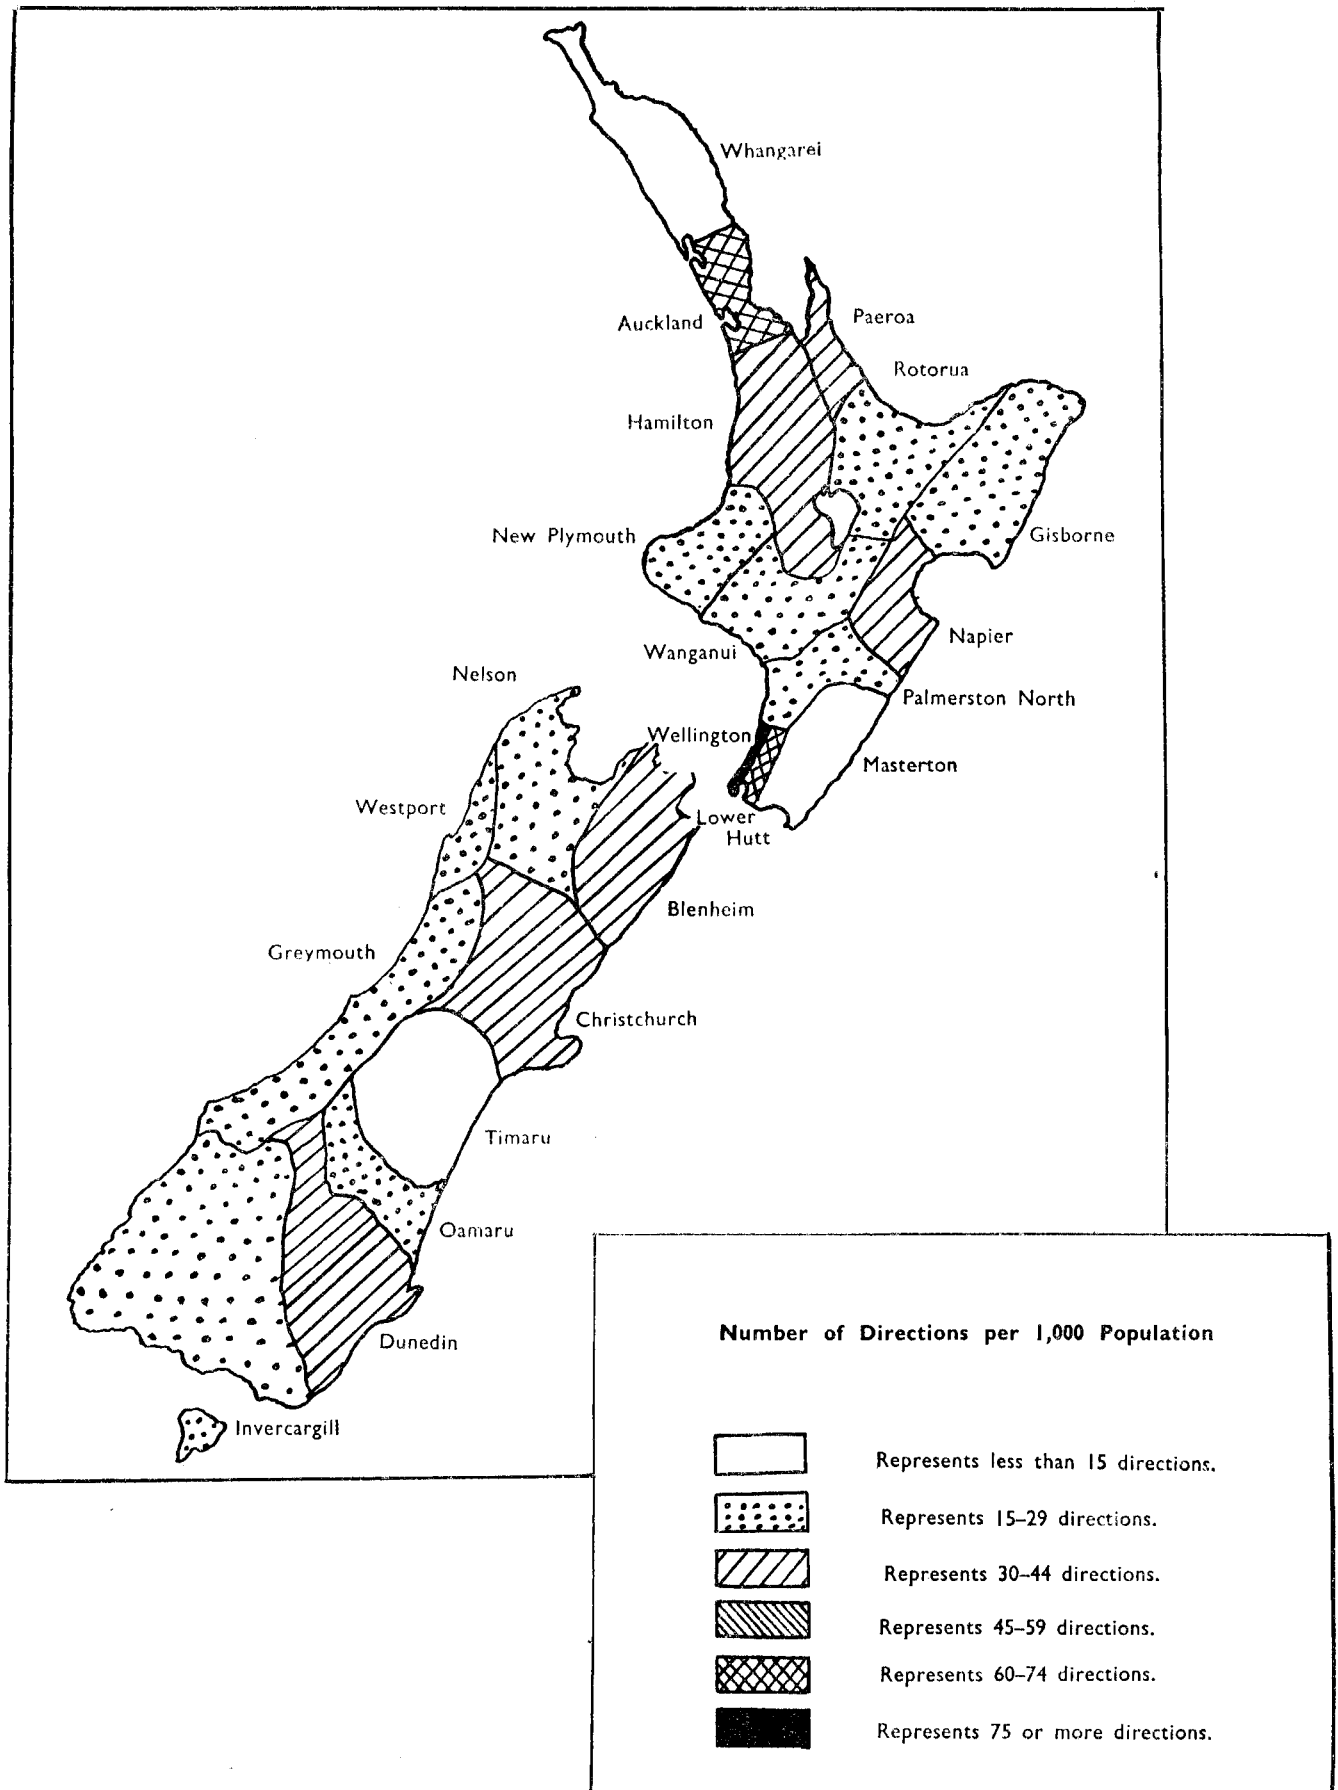 Whangarei
Auckland
Paeroa
Rotorua
Hamilton
New Plymouth
Gisborne
Wanganui
Napier
Nelson
Palmerston North
Wellington
Masterton
Westport
Lower
Hutt
Blenheim
Greymouth
Christchurch
Timaru
Oamaru
Dunedin
Invercargill
Number of Directions per 1,000 Population
Represents less than 15 directions.
Represents 15–29 directions.
Represents 30–44 directions.
Represents 45–59 directions.
Represents 60–74 directions.
Represents 75 or more directions.